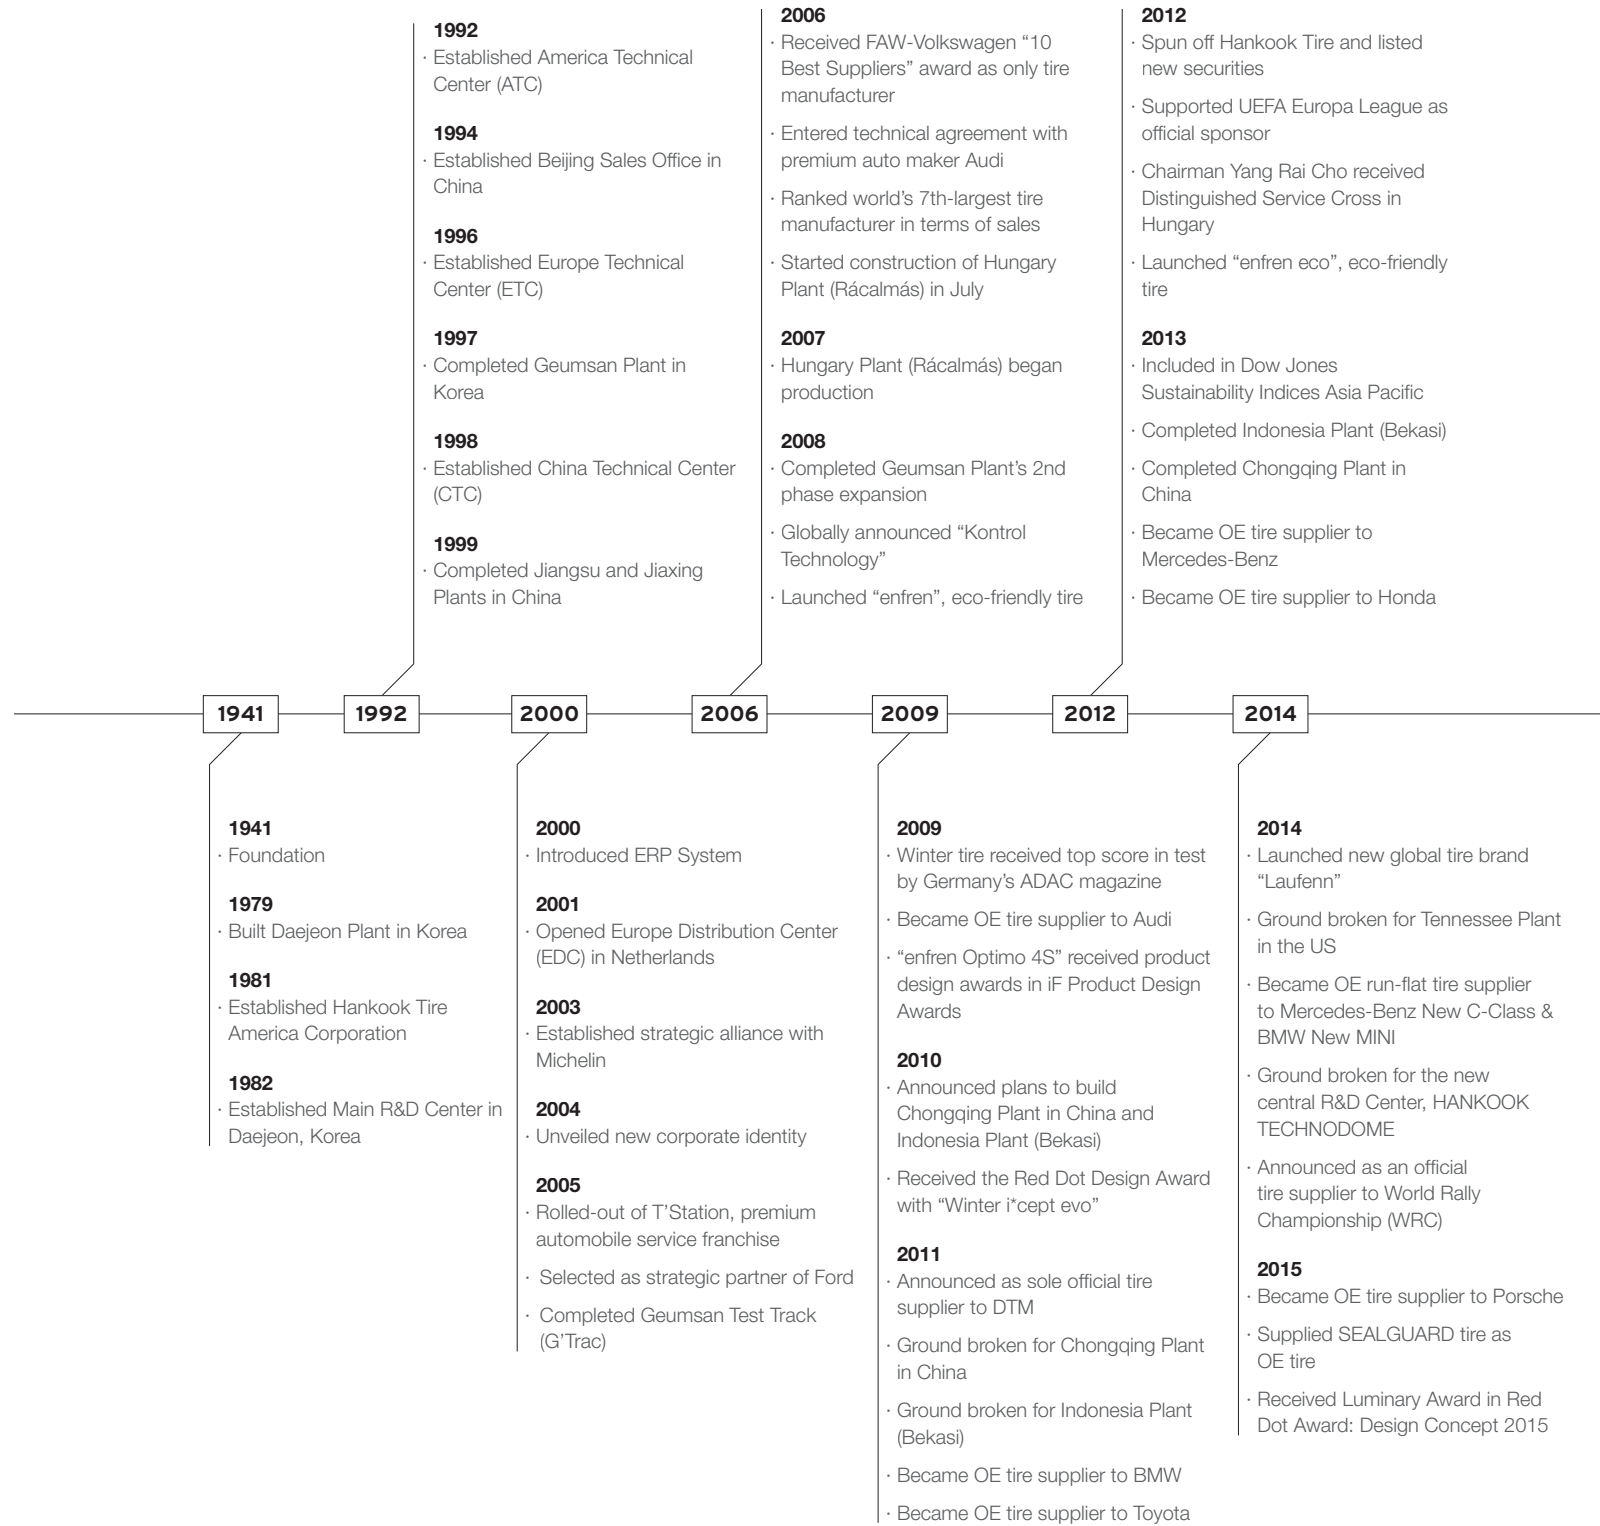 1992
· Established America Technical
Center (ATC)
1994
· Established Beijing Sales Office in
China
1996
· Established Europe Technical
Center (ETC)
1997
· Completed Geumsan Plant in
Korea
1998
· Established China Technical Center
(CTC)
1999
· Completed Jiangsu and Jiaxing
Plants in China
2006
· Received FAW-Volkswagen “10
Best Suppliers” award as only tire
manufacturer
· Entered technical agreement with
premium auto maker Audi
· Ranked world’s 7th-largest tire
manufacturer in terms of sales
· Started construction of Hungary
Plant (Rácalmás) in July
2007
· Hungary Plant (Rácalmás) began
production
2008
· Completed Geumsan Plant’s 2nd
phase expansion
· Globally announced “Kontrol
Technology”
· Launched “enfren”, eco-friendly tire
2012
· Spun off Hankook Tire and listed
new securities
· Supported UEFA Europa League as
official sponsor
· Chairman Yang Rai Cho received
Distinguished Service Cross in
Hungary
· Launched “enfren eco”, eco-friendly
tire
2013
· Included in Dow Jones
Sustainability Indices Asia Pacific
· Completed Indonesia Plant (Bekasi)
· Completed Chongqing Plant in
China
· Became OE tire supplier to
Mercedes-Benz
· Became OE tire supplier to Honda
1941
1992
2000
2006
2009
2012
2014
1941
· Foundation
1979
· Built Daejeon Plant in Korea
1981
· Established Hankook Tire
America Corporation
1982
· Established Main R&D Center in
Daejeon, Korea
2000
· Introduced ERP System
2001
· Opened Europe Distribution Center
(EDC) in Netherlands
2003
· Established strategic alliance with
Michelin
2004
· Unveiled new corporate identity
2005
· Rolled-out of T’Station, premium
automobile service franchise
· Selected as strategic partner of Ford
· Completed Geumsan Test Track
(G’Trac)
2009
· Winter tire received top score in test
by Germany’s ADAC magazine
· Became OE tire supplier to Audi
· “enfren Optimo 4S” received product
design awards in iF Product Design
Awards
2010
· Announced plans to build
Chongqing Plant in China and
Indonesia Plant (Bekasi)
· Received the Red Dot Design Award
with “Winter i*cept evo”
2011
· Announced as sole official tire
supplier to DTM
· Ground broken for Chongqing Plant
in China
· Ground broken for Indonesia Plant
(Bekasi)
· Became OE tire supplier to BMW
· Became OE tire supplier to Toyota
2014
· Launched new global tire brand
“Laufenn”
· Ground broken for Tennessee Plant
in the US
· Became OE run-flat tire supplier
to Mercedes-Benz New C-Class &
BMW New MINI
· Ground broken for the new
central R&D Center, HANKOOK
TECHNODOME
· Announced as an official
tire supplier to World Rally
Championship (WRC)
2015
· Became OE tire supplier to Porsche
· Supplied SEALGUARD tire as
OE tire
· Received Luminary Award in Red
Dot Award: Design Concept 2015